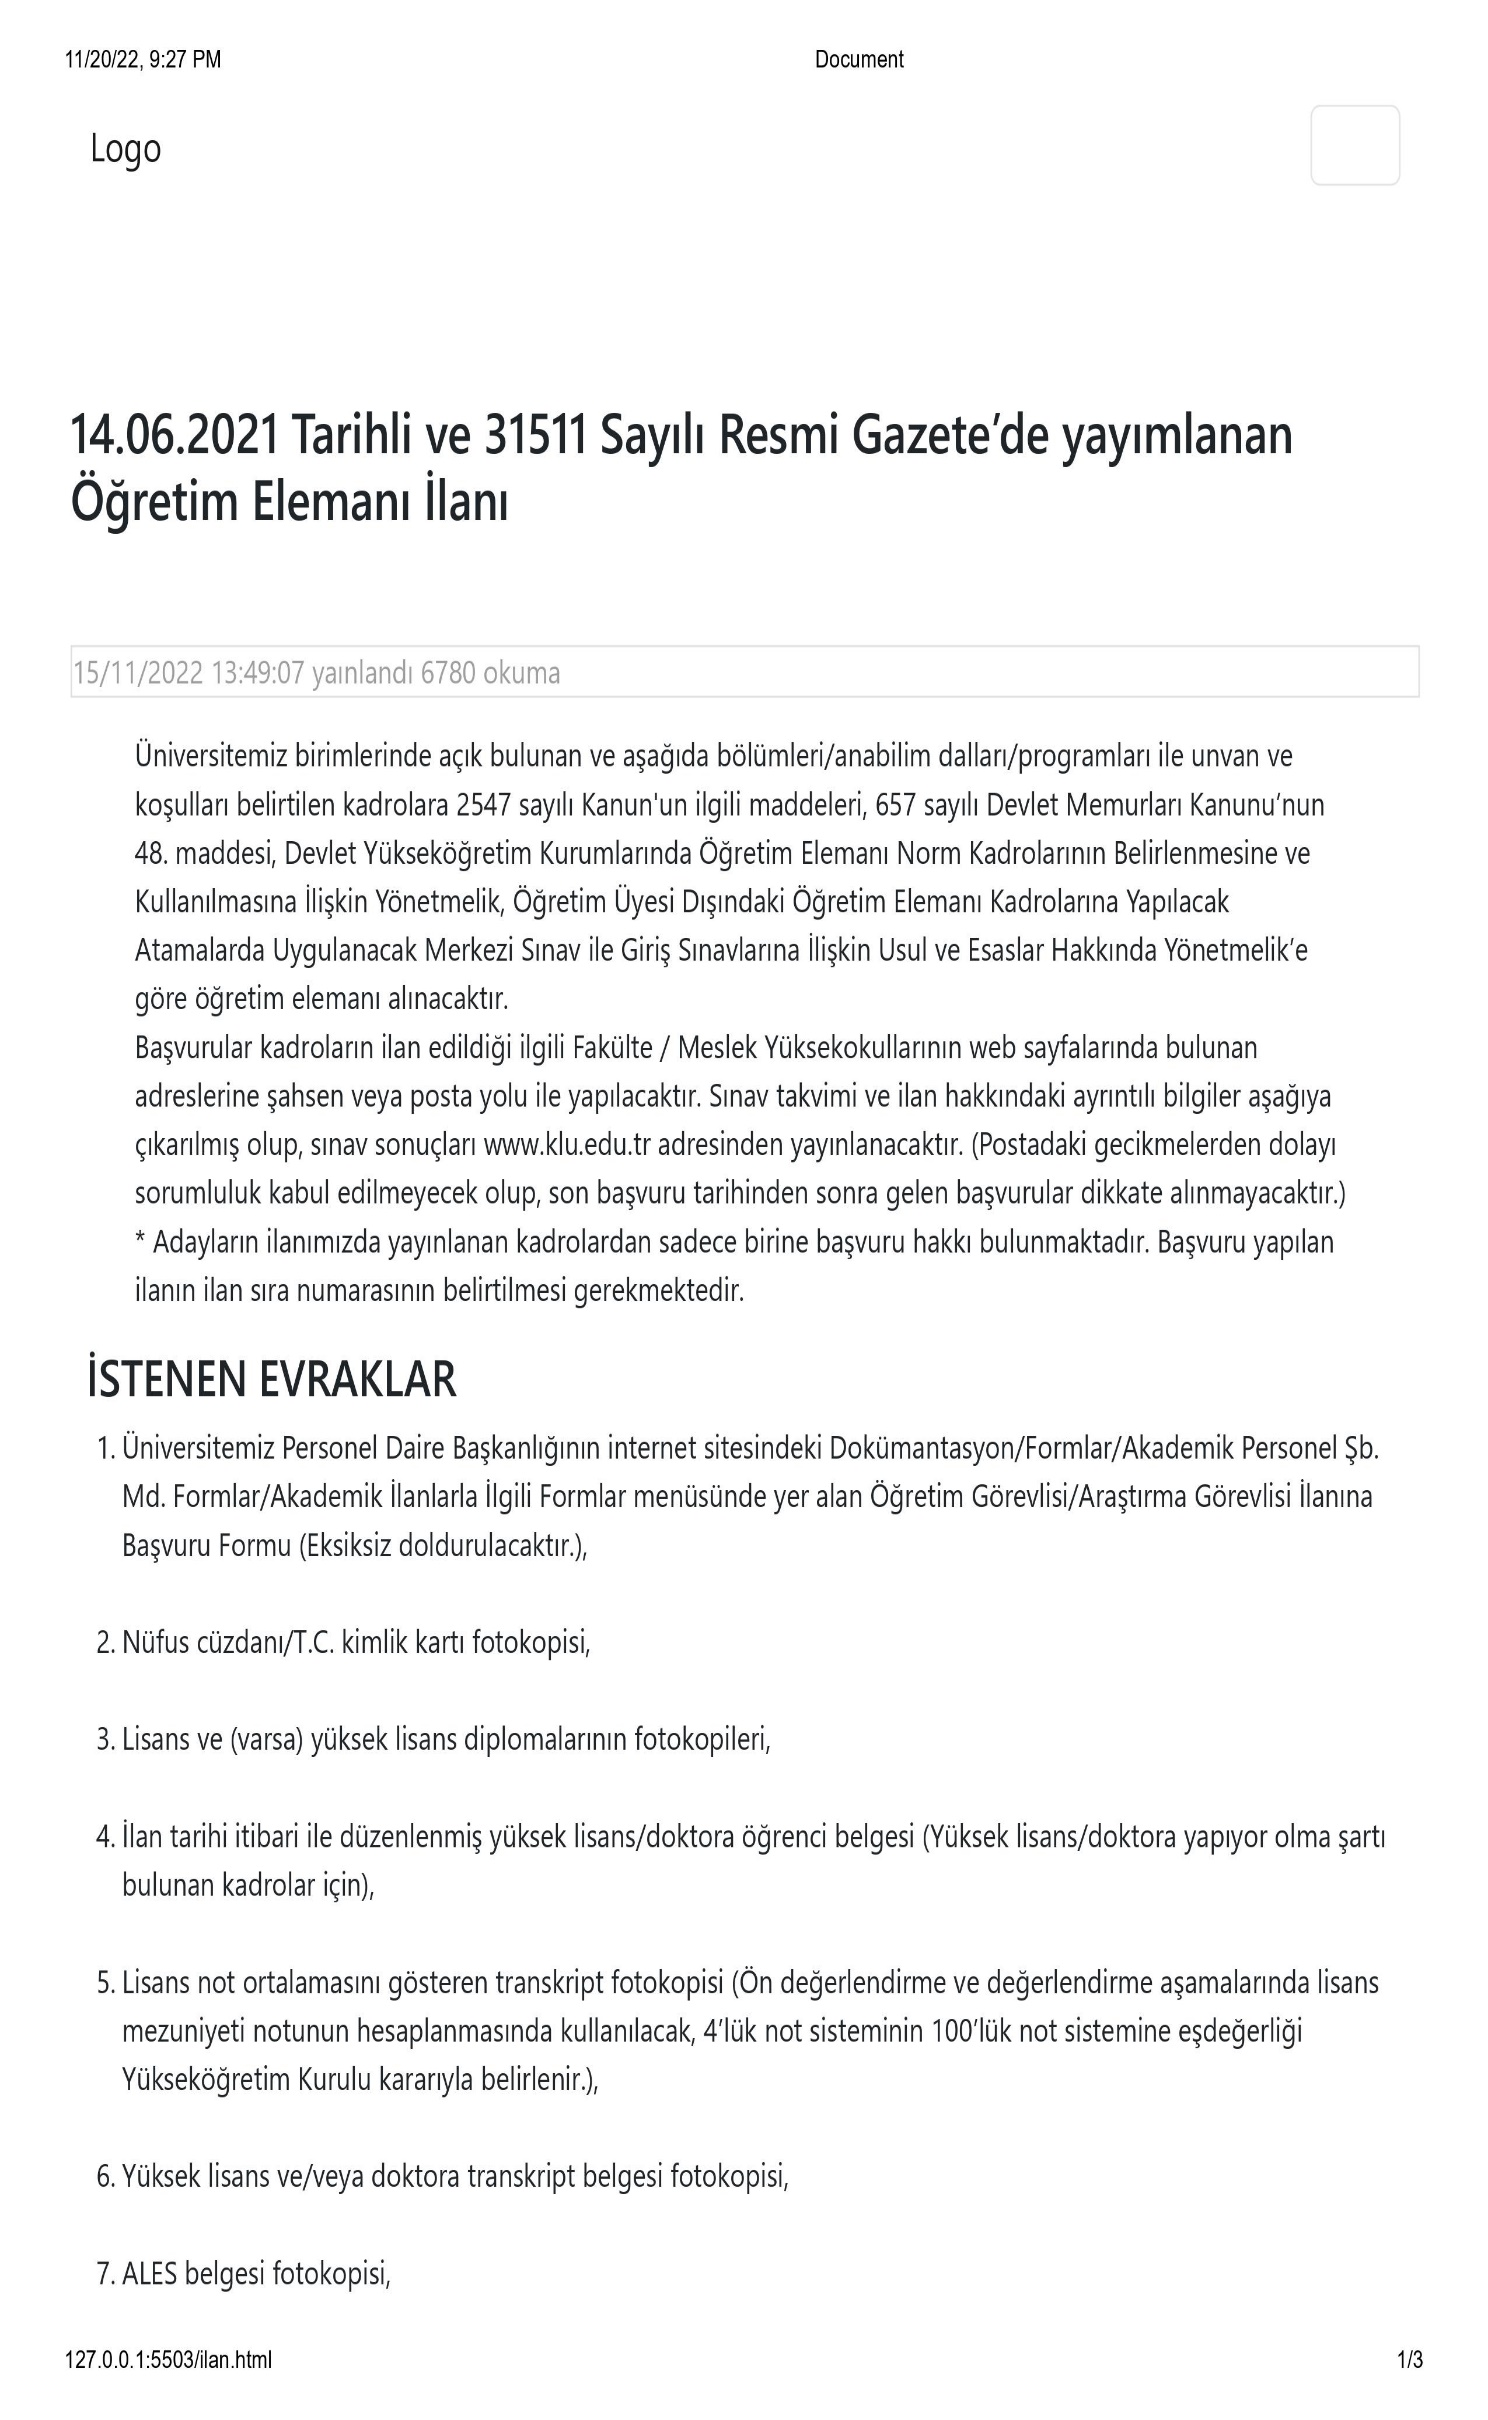 11/20/22, 9:27 PM
Document
Logo
14.06.2021 Tarihli ve 31511 Sayılı Resmi Gazete’de yayımlanan
Öğretim Elemanı İlanı
15/11/2022 13:49:07 yaınlandı 6780 okuma
Üniversitemiz birimlerinde açık bulunan ve aşağıda bölümleri/anabilim dalları/programları ile unvan ve
koşulları belirtilen kadrolara 2547 sayılı Kanun'un ilgili maddeleri, 657 sayılı Devlet Memurları Kanunu’nun
48. maddesi, Devlet Yükseköğretim Kurumlarında Öğretim Elemanı Norm Kadrolarının Belirlenmesine ve
Kullanılmasına İlişkin Yönetmelik, Öğretim Üyesi Dışındaki Öğretim Elemanı Kadrolarına Yapılacak
Atamalarda Uygulanacak Merkezi Sınav ile Giriş Sınavlarına İlişkin Usul ve Esaslar Hakkında Yönetmelik’e
göre öğretim elemanı alınacaktır.
Başvurular kadroların ilan edildiği ilgili Fakülte / Meslek Yüksekokullarının web sayfalarında bulunan
adreslerine şahsen veya posta yolu ile yapılacaktır. Sınav takvimi ve ilan hakkındaki ayrıntılı bilgiler aşağıya
çıkarılmış olup, sınav sonuçları www.klu.edu.tr adresinden yayınlanacaktır. (Postadaki gecikmelerden dolayı
sorumluluk kabul edilmeyecek olup, son başvuru tarihinden sonra gelen başvurular dikkate alınmayacaktır.)
* Adayların ilanımızda yayınlanan kadrolardan sadece birine başvuru hakkı bulunmaktadır. Başvuru yapılan
ilanın ilan sıra numarasının belirtilmesi gerekmektedir.
İSTENEN EVRAKLAR
1. Üniversitemiz Personel Daire Başkanlığının internet sitesindeki Dokümantasyon/Formlar/Akademik Personel Şb.
Md. Formlar/Akademik İlanlarla İlgili Formlar menüsünde yer alan Öğretim Görevlisi/Araştırma Görevlisi İlanına
Başvuru Formu (Eksiksiz doldurulacaktır.),
2. Nüfus cüzdanı/T.C. kimlik kartı fotokopisi,
3. Lisans ve (varsa) yüksek lisans diplomalarının fotokopileri,
4. İlan tarihi itibari ile düzenlenmiş yüksek lisans/doktora öğrenci belgesi (Yüksek lisans/doktora yapıyor olma şartı
bulunan kadrolar için),
5. Lisans not ortalamasını gösteren transkript fotokopisi (Ön değerlendirme ve değerlendirme aşamalarında lisans
mezuniyeti notunun hesaplanmasında kullanılacak, 4’lük not sisteminin 100’lük not sistemine eşdeğerliği
Yükseköğretim Kurulu kararıyla belirlenir.),
6. Yüksek lisans ve/veya doktora transkript belgesi fotokopisi,
7. ALES belgesi fotokopisi,
127.0.0.1:5503/ilan.html
1/3